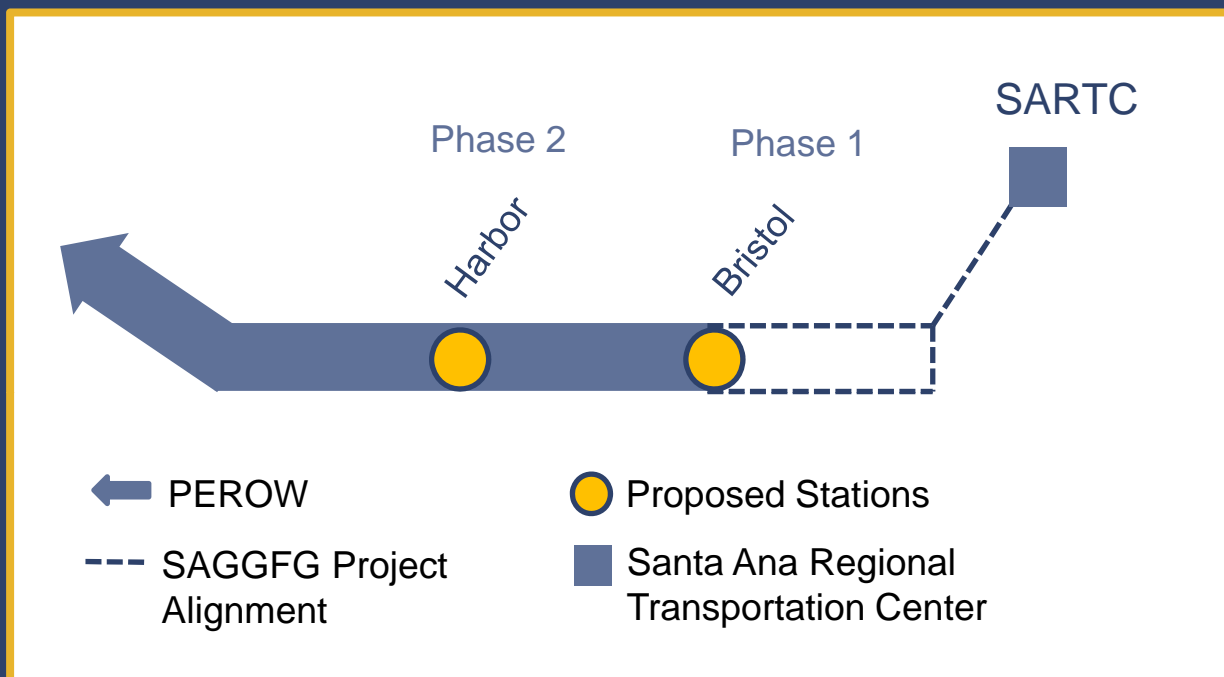 SARTC
Phase 2
Phase 1
Harbor
Bristol
PEROW
Proposed Stations
SAGGFG Project
Alignment
Santa Ana Regional
Transportation Center